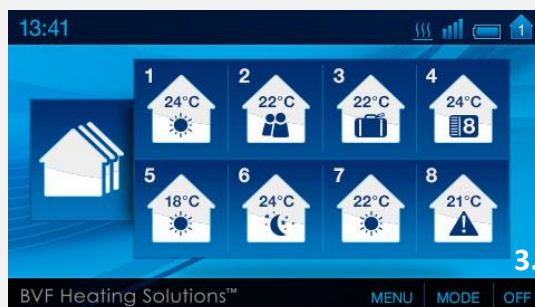 13:41
1
1 2 3 4
24°C 22°C 22°C 24°C
8
5 6 7 8
18°C 24°C 22°C 21°C
3.
BVF Heating Solutions™ MENU MODE OFF